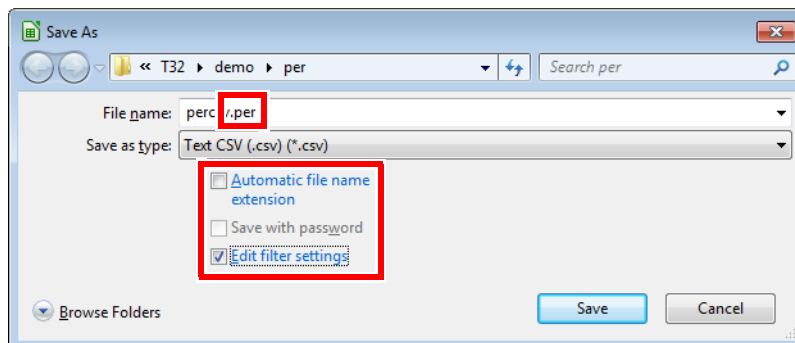 Save As
« T32 demo per
Search per
File name: perc v.per
Save as type: Text CSV (.csv) (*.csv)
Automatic file name
extension
Save with password
Edit filter settings
Browse Folders
Save
Cancel